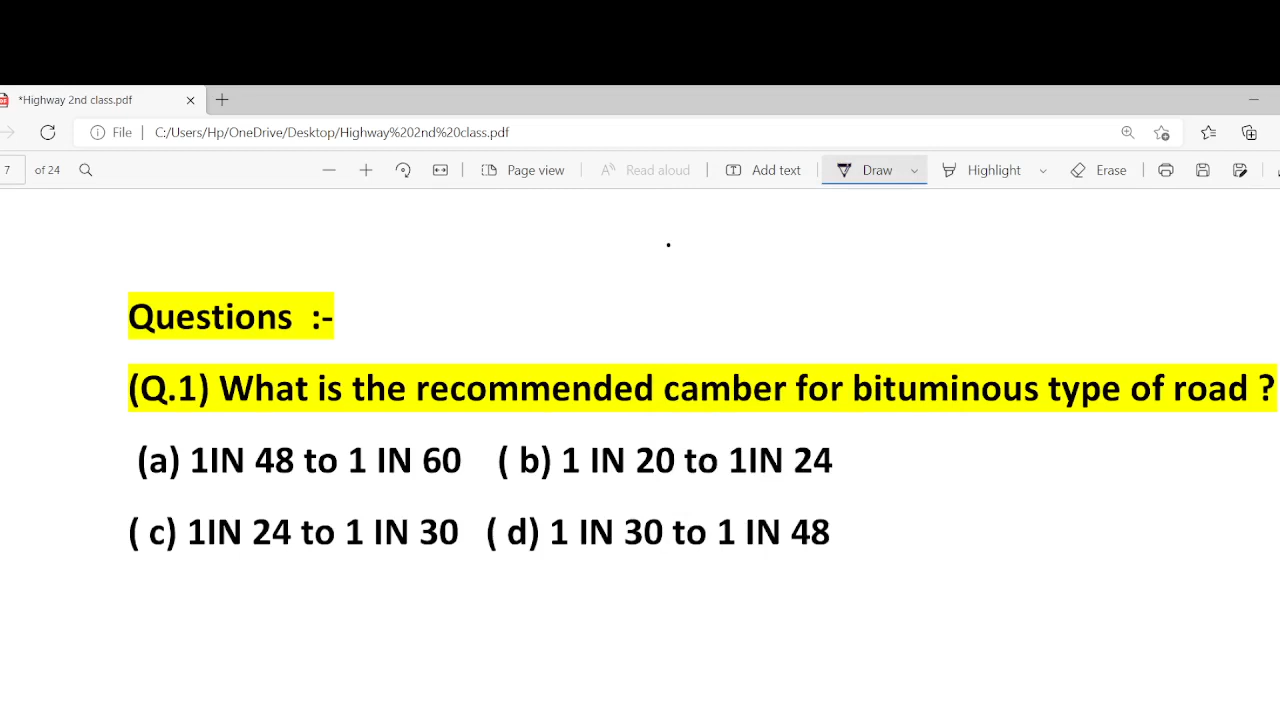 *Highway 2nd class.pdf
File C:/Users/Hp/OneDrive/Desktop/Highway%202nd%20class.pdf
7 of 24 Page view Read aloud Add text Draw Highlight Erase
Questions :-
(Q.1) What is the recommended camber for bituminous type of road ?
(a) 1IN 48 to 1 IN 60 ( b) 1 IN 20 to 1IN 24
( c) 1IN 24 to 1 IN 30 ( d) 1 IN 30 to 1 IN 48